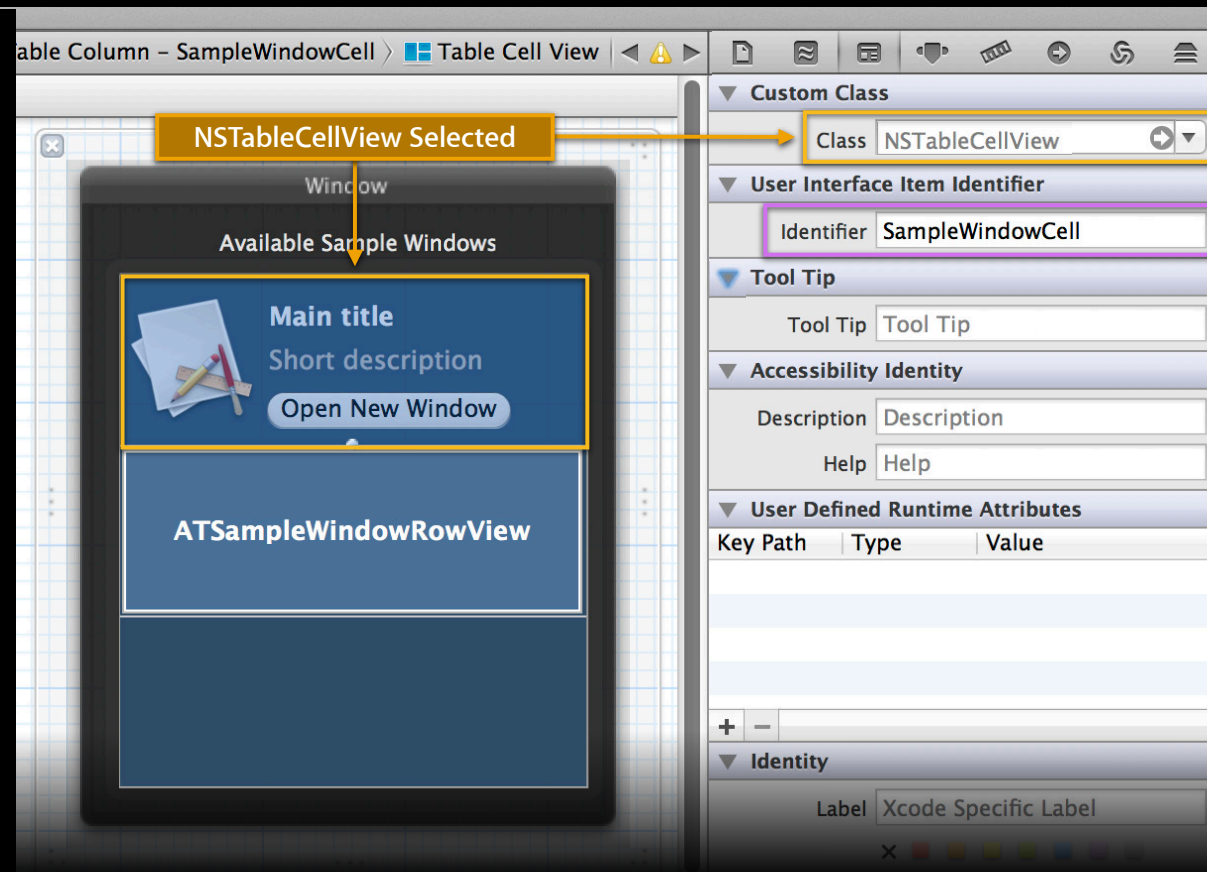 able Column – SampleWindowCell 〉 Table Cell View
NSTableCellView Selected
Window
Available Sample Windows
Main title
Short description
Open New Window
ATSampleWindowRowView
Custom Class
Class NSTableCellView
User Interface Item Identifier
Identifier SampleWindowCell
Tool Tip
Tool Tip Tool Tip
Accessibility Identity
Description Description
Help Help
User Defined Runtime Attributes
Key Path Type Value
Identity
Label Xcode Specific Label